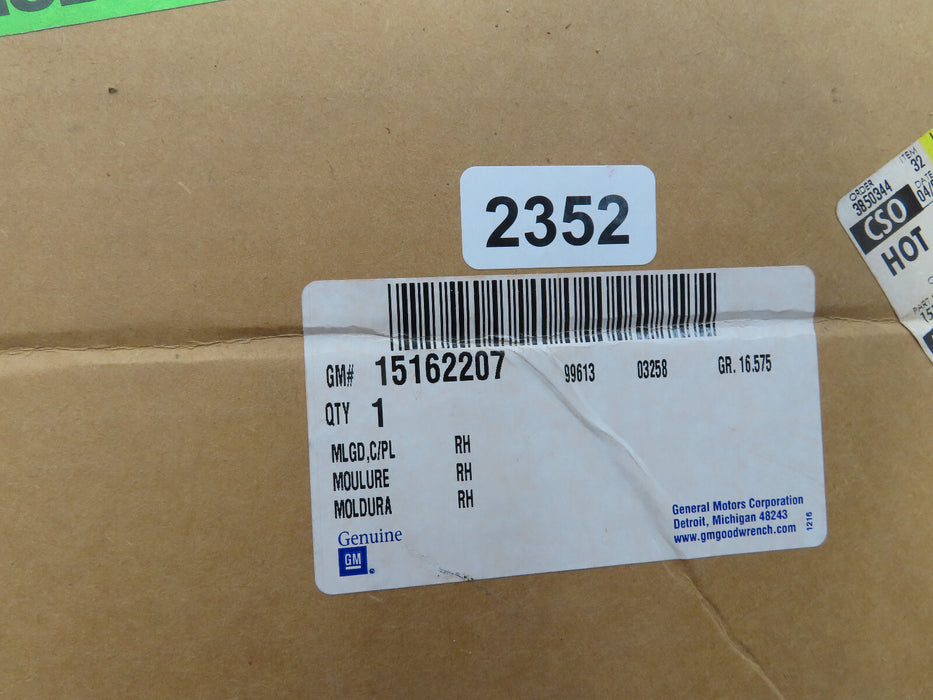 2352
GM# 15162207 99613 03258 GR. 16.575
QTY 1
MLGD,C/PL RH
MOULURE RH
MOLDURA RH
Genuine
GM
General Motors Corporation
Detroit, Michigan 48243
www.gmgoodwrench.com
1216
ORDER ITEM
3850344 32
CSO DATE
HOT